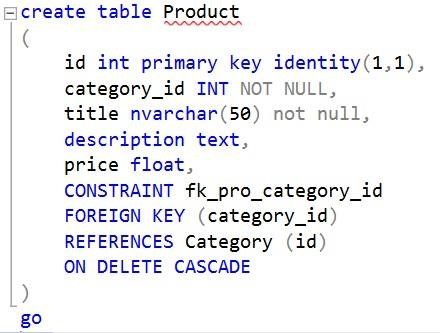 create table Product
(
id int primary key identity(1,1),
category_id INT NOT NULL,
title nvarchar(50) not null,
description text,
price float,
CONSTRAINT fk_pro_category_id
FOREIGN KEY (category_id)
REFERENCES Category (id)
ON DELETE CASCADE
)
go